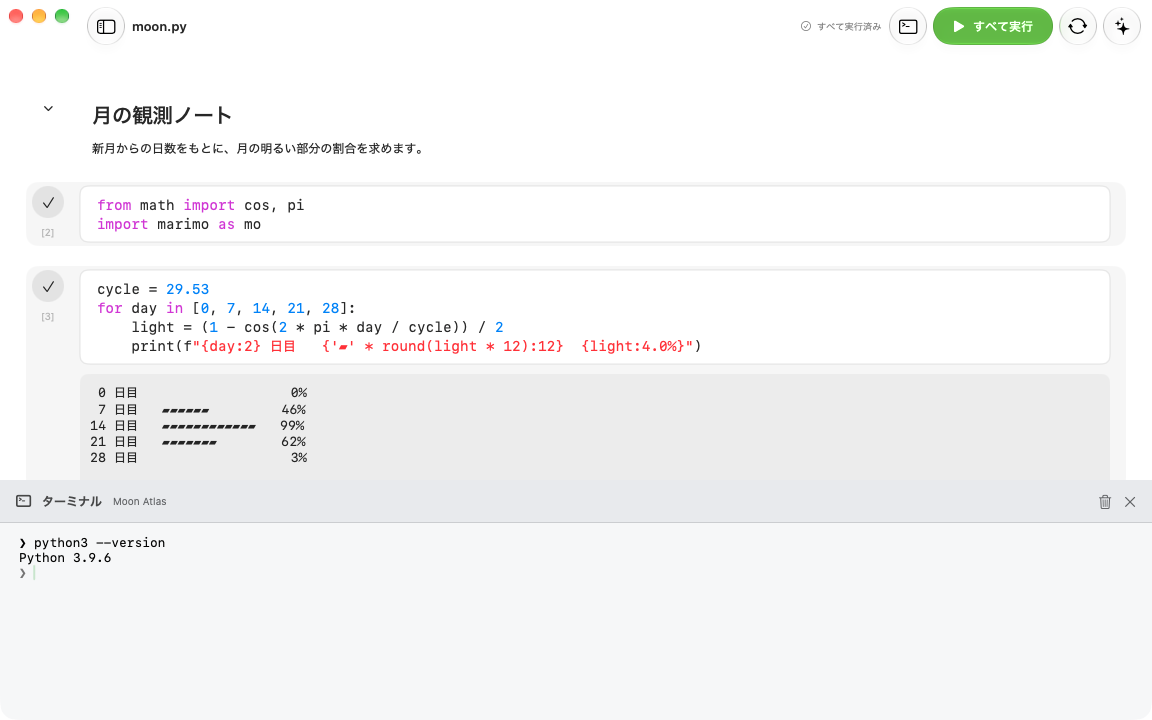 moon.py
すべて実行済み
すべて実行
月の観測ノート
新月からの日数をもとに、月の明るい部分の割合を求めます。
[2]
from math import cos, pi
import marimo as mo
[3]
cycle = 29.53
for day in [0, 7, 14, 21, 28]:
    light = (1 - cos(2 * pi * day / cycle)) / 2
    print(f"{day:2} 日目   {'▰' * round(light * 12):12}  {light:4.0%}")
 0 日目                   0%
 7 日目   ▰▰▰▰▰▰         46%
14 日目   ▰▰▰▰▰▰▰▰▰▰▰▰   99%
21 日目   ▰▰▰▰▰▰▰        62%
28 日目                   3%
ターミナル Moon Atlas
❯ python3 --version
Python 3.9.6
❯